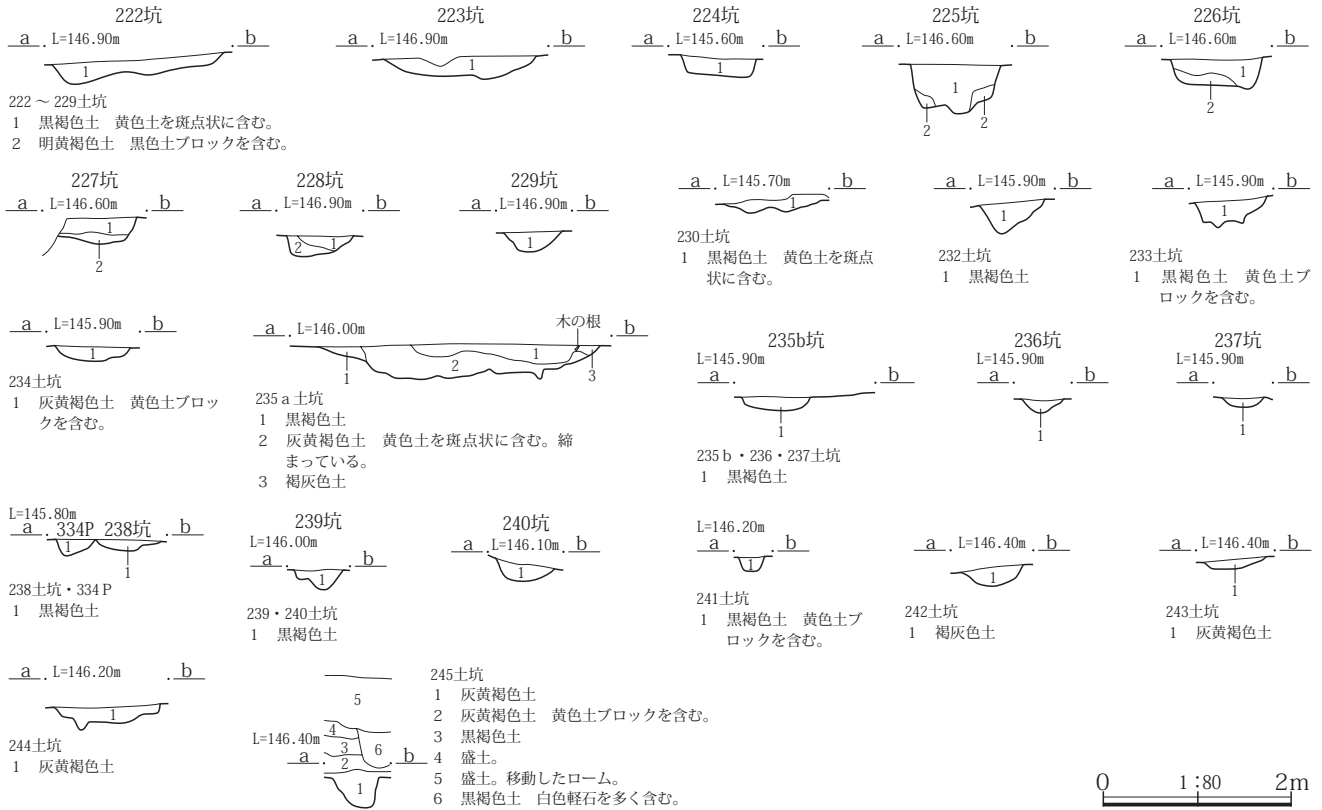 222坑 223坑 224坑 225坑 226坑
a L=146.90m b a L=146.90m b a L=145.60m b a L=146.60m b a L=146.60m b
1 1 1 1 1
2 2 2
222～229土坑
1 黒褐色土 黄色土を斑点状に含む。
2 明黄褐色土 黒色土ブロックを含む。
227坑 228坑 229坑
a L=146.60m b a L=146.90m b a L=146.90m b a L=145.70m b a L=145.90m b a L=145.90m b
1 2 1 1 1 1 1
2
230土坑
1 黒褐色土 黄色土を斑点
状に含む。
232土坑
1 黒褐色土
233土坑
1 黒褐色土 黄色土ブ
ロックを含む。
a L=145.90m b
1
234土坑
1 灰黄褐色土 黄色土ブロッ
クを含む。
a L=146.00m 木の根 b
1 2 1 3
235a土坑
1 黒褐色土
2 灰黄褐色土 黄色土を斑点状に含む。締
まっている。
3 褐灰色土
235b坑 236坑 237坑
L=145.90m L=145.90m L=145.90m
a b a b a b
1 1 1
235b・236・237土坑
1 黒褐色土
L=145.80m
a 334P 238坑 b
1 1
238土坑・334P
1 黒褐色土
239坑 240坑
L=146.00m
a b a L=146.10m b
1 1
239・240土坑
1 黒褐色土
L=146.20m
a b
1
241土坑
1 黒褐色土 黄色土ブ
ロックを含む。
a L=146.40m b
1
242土坑
1 褐灰色土
a L=146.40m b
1
243土坑
1 灰黄褐色土
a L=146.20m b
1
244土坑
1 灰黄褐色土
5
4
L=146.40m 3 6
a 2 b
1
245土坑
1 灰黄褐色土
2 灰黄褐色土 黄色土ブロックを含む。
3 黒褐色土
4 盛土。
5 盛土。移動したローム。
6 黒褐色土 白色軽石を多く含む。
0 1:80 2m